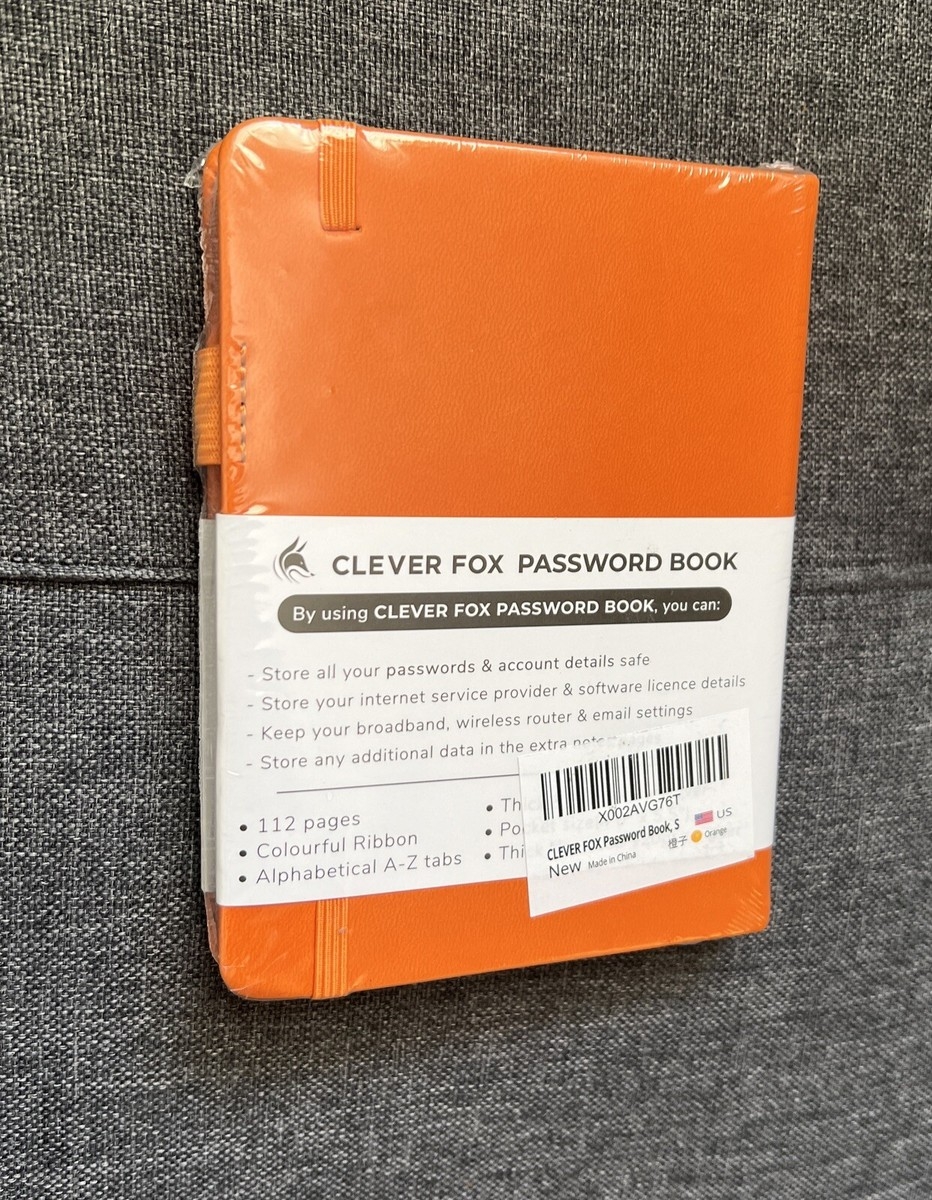 CLEVER FOX PASSWORD BOOK
By using CLEVER FOX PASSWORD BOOK, you can:
- Store all your passwords & account details safe
- Store your internet service provider & software licence details
- Keep your broadband, wireless router & email settings
- Store any additional data in the extra
• 112 pages
• Colourful Ribbon
• Alphabetical A-Z tabs
X002AVG76T
US
CLEVER FOX Password Book, S
橙子 Orange
New Made in China